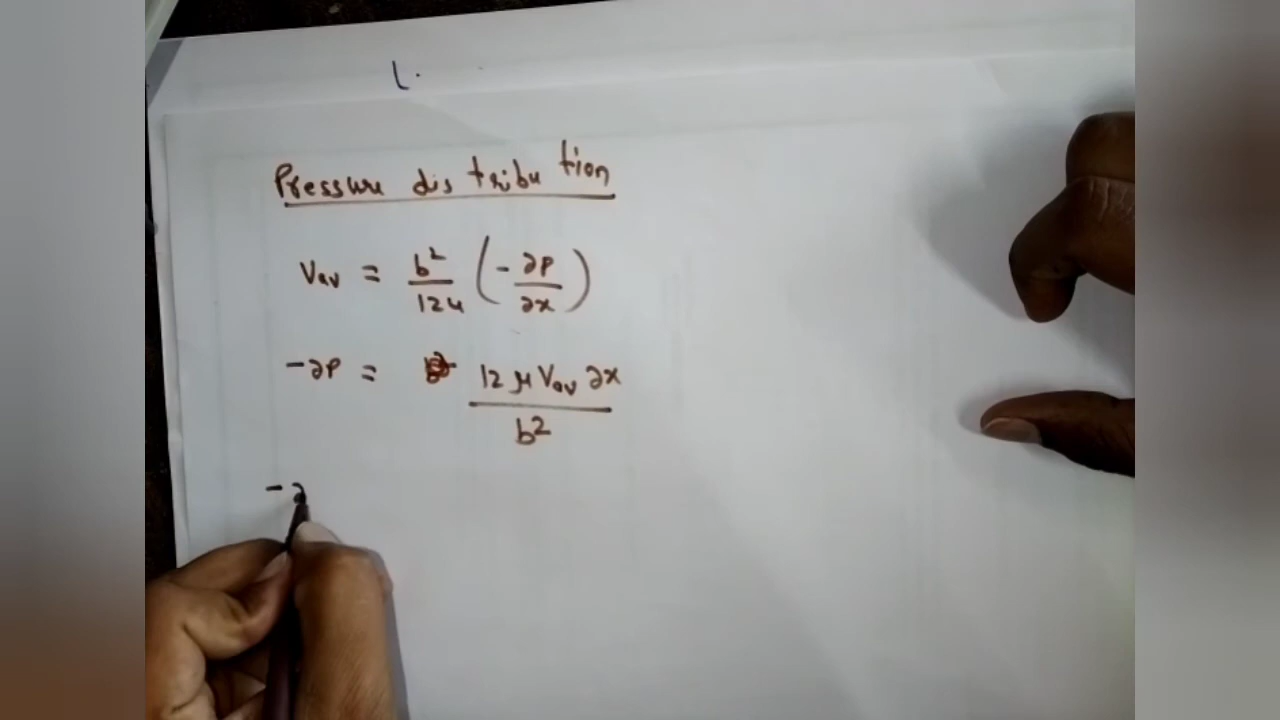 Pressure distribution
Vav = b²/12μ (-∂P/∂x)
-∂P = 12 μ Vav ∂x / b²
-∂